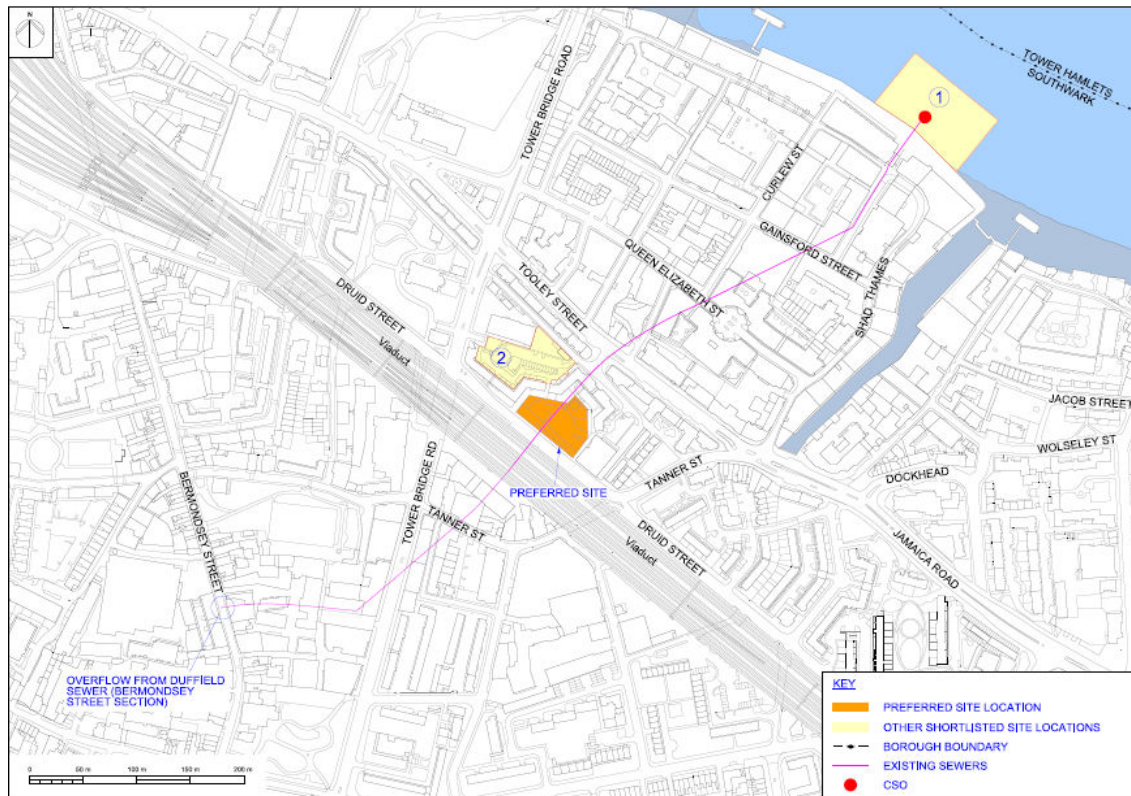 N
TOWER HAMLETS
SOUTHWARK
1
TOWER BRIDGE ROAD
CURLEW ST
GAINSFORD STREET
QUEEN ELIZABETH ST
TOOLEY STREET
SHAD THAMES
DRUID STREET
Viaduct
2
JACOB STREET
WOLSELEY ST
DOCKHEAD
TANNER ST
PREFERRED SITE
BERMONDSEY STREET
TOWER BRIDGE RD
TANNER ST
DRUID STREET
Viaduct
JAMAICA ROAD
OVERFLOW FROM DUFFIELD
SEWER (BERMONDSEY
STREET SECTION)
0 50 m 100 m 150 m 200 m
KEY
PREFERRED SITE LOCATION
OTHER SHORTLISTED SITE LOCATIONS
BOROUGH BOUNDARY
EXISTING SEWERS
CSO